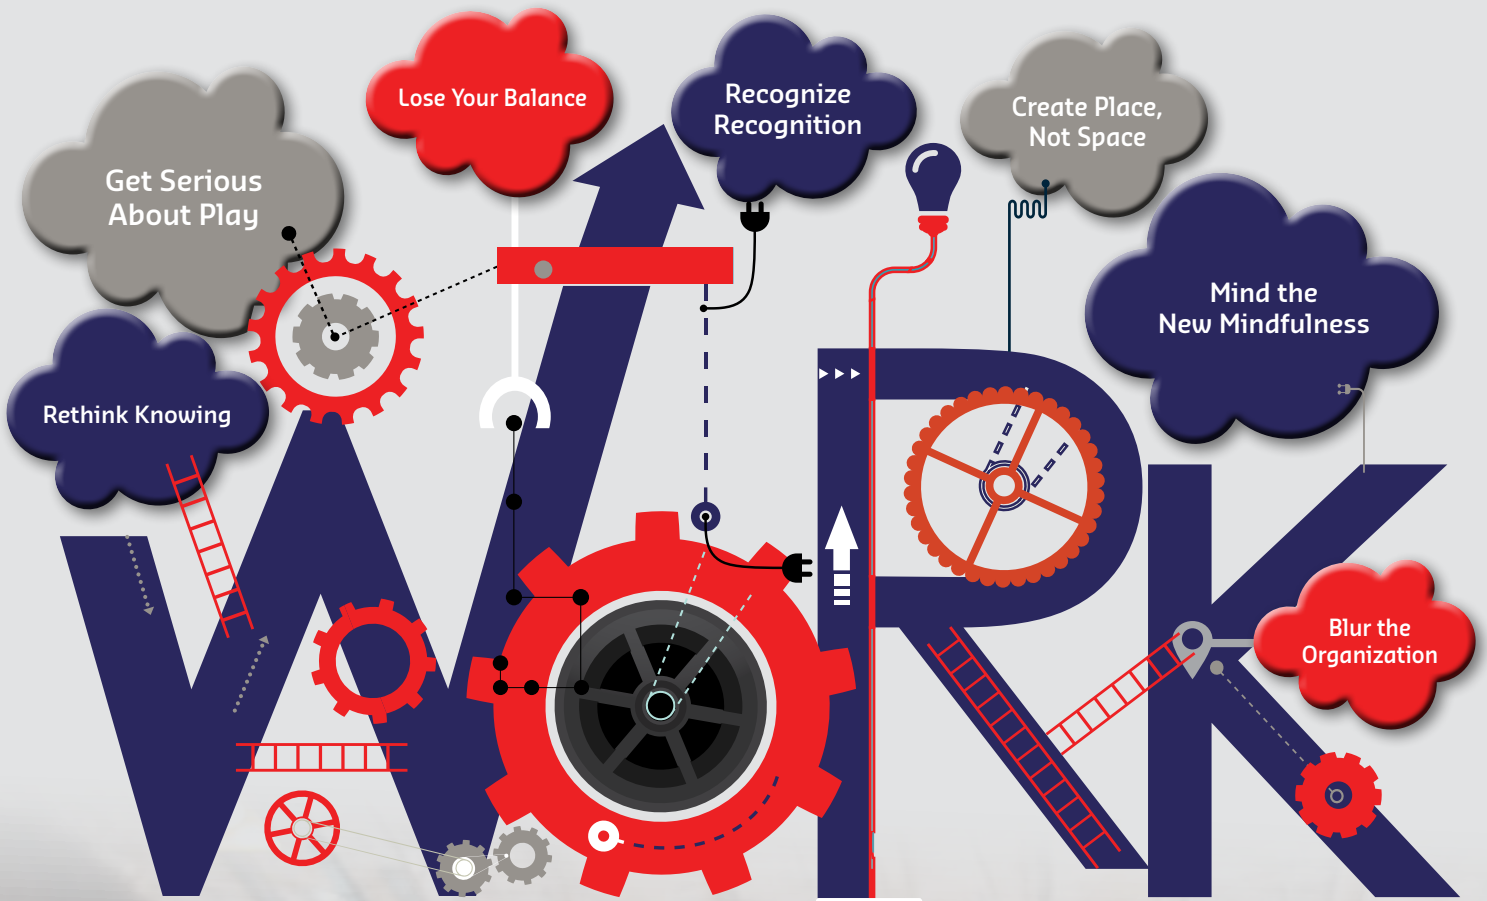 Lose Your Balance
Recognize
Recognition
Create Place,
Not Space
Get Serious
About Play
Mind the
New Mindfulness
Rethink Knowing
Blur the
Organization
WORK